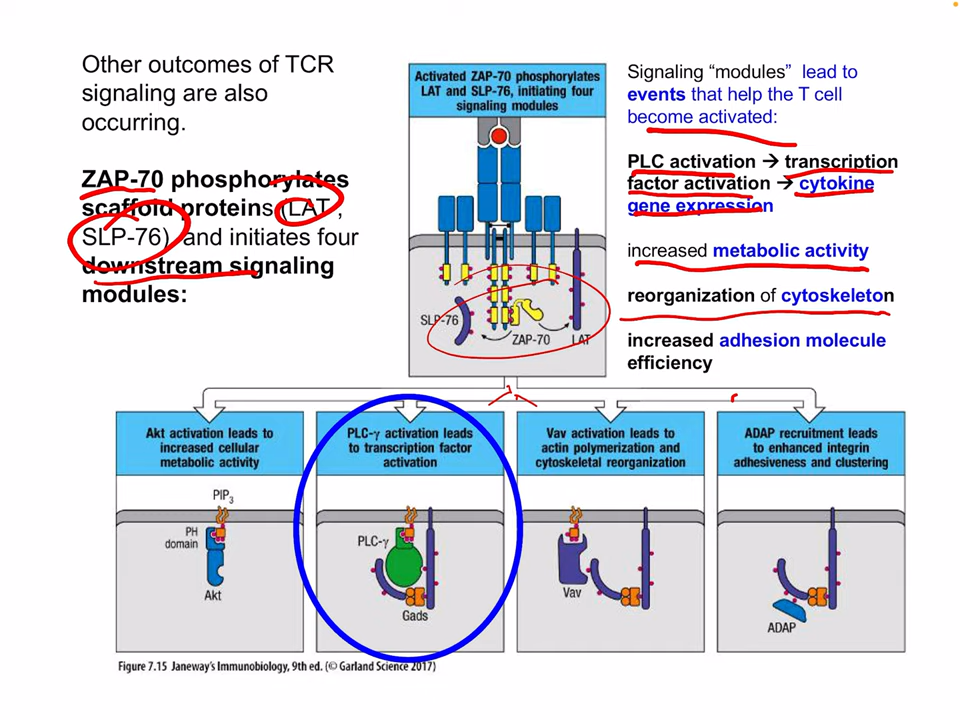 Other outcomes of TCR
signaling are also
occurring.
ZAP-70 phosphorylates
scaffold proteins (LAT ,
SLP-76), and initiates four
downstream signaling
modules:
Activated ZAP-70 phosphorylates
LAT and SLP-76, initiating four
signaling modules
SLP-76
ZAP-70
LAT
Signaling “modules” lead to
events that help the T cell
become activated:
PLC activation → transcription
factor activation → cytokine
gene expression
increased metabolic activity
reorganization of cytoskeleton
increased adhesion molecule
efficiency
Akt activation leads to
increased cellular
metabolic activity
PIP3
PH
domain
Akt
PLC-γ activation leads
to transcription factor
activation
PLC-γ
Gads
Vav activation leads to
actin polymerization and
cytoskeletal reorganization
Vav
ADAP recruitment leads
to enhanced integrin
adhesiveness and clustering
ADAP
Figure 7.15 Janeway's Immunobiology, 9th ed. (© Garland Science 2017)